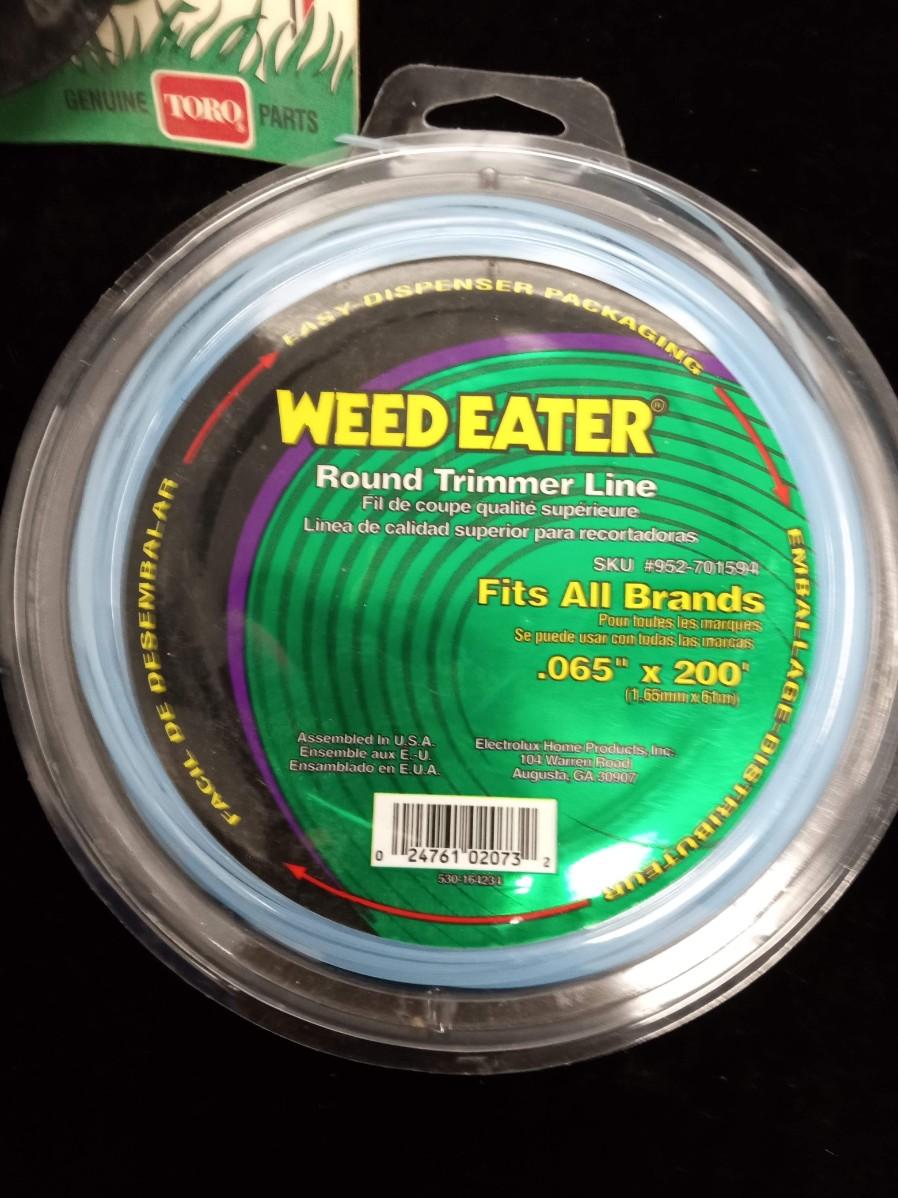 GENUINE TORO® PARTS
EASY-DISPENSER PACKAGING
WEED EATER®
Round Trimmer Line
Fil de coupe qualité supérieure
Linea de calidad superior para recortadoras
SKU #952-701594
Fits All Brands
Pour toutes les marques
Se puede usar con todas las marcas
.065" x 200'
(1.65mm x 61m)
Assembled In U.S.A.
Ensemble aux E.-U.
Ensamblado en E.U.A.
Electrolux Home Products, Inc.
104 Warren Road
Augusta, GA 30907
0 24761 02073 2
530-164234
EMBALLAGE-DISTRIBUTEUR
FACIL DE DESEMBALAR